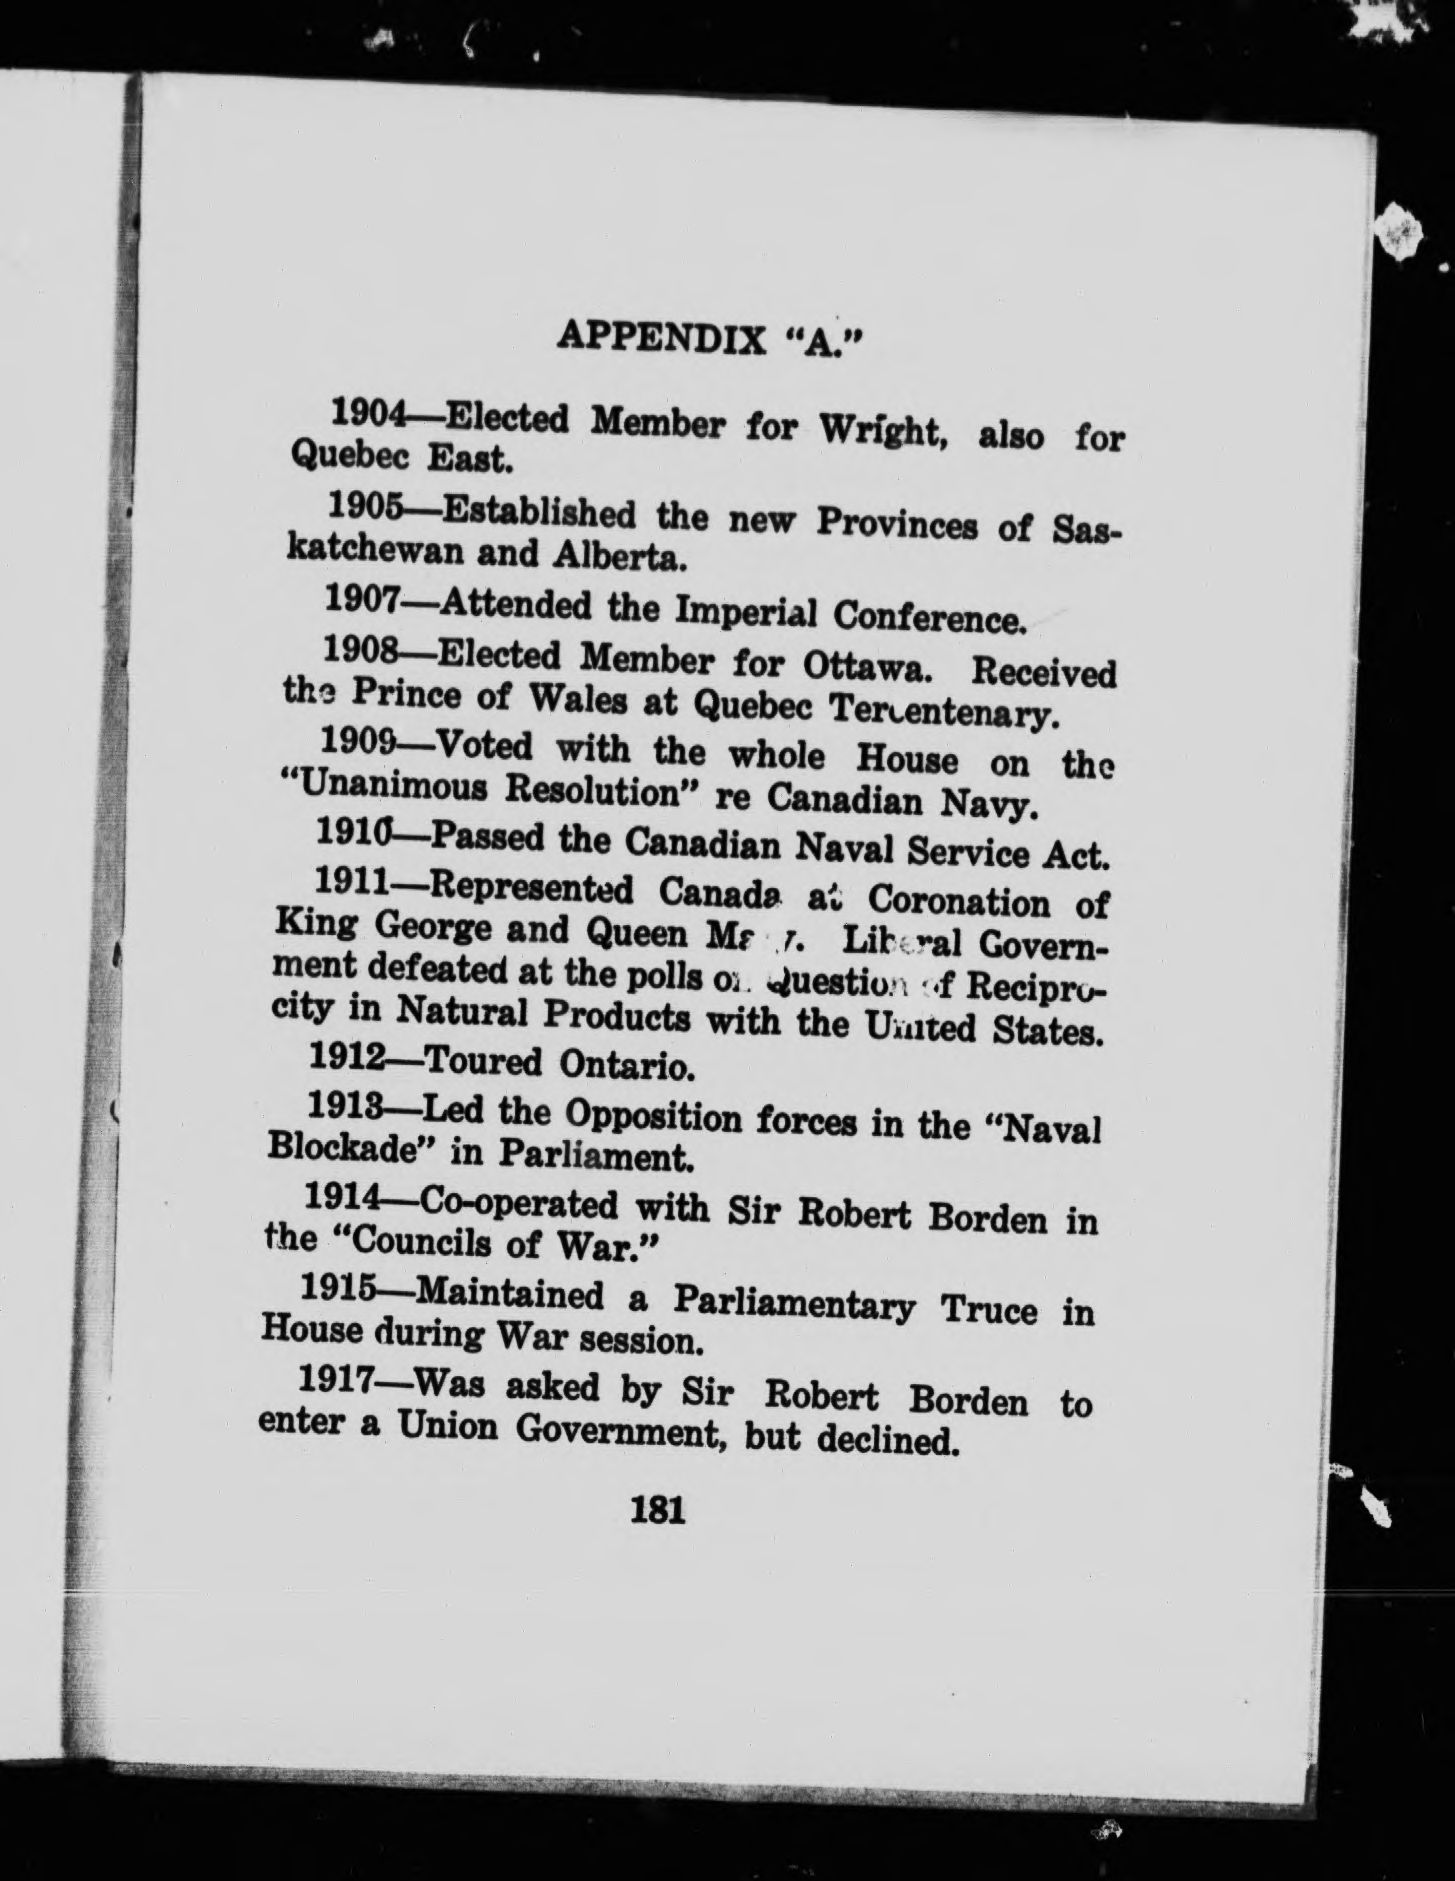 APPENDIX “A.”
1904—Elected Member for Wright, also for
Quebec East.
1905—Established the new Provinces of Sas-
katchewan and Alberta.
1907—Attended the Imperial Conference.
1908—Elected Member for Ottawa. Received
the Prince of Wales at Quebec Tercentenary.
1909—Voted with the whole House on the
“Unanimous Resolution” re Canadian Navy.
1910—Passed the Canadian Naval Service Act.
1911—Represented Canada at Coronation of
King George and Queen Mary. Liberal Govern-
ment defeated at the polls on Question of Recipro-
city in Natural Products with the United States.
1912—Toured Ontario.
1913—Led the Opposition forces in the “Naval
Blockade” in Parliament.
1914—Co-operated with Sir Robert Borden in
the “Councils of War.”
1915—Maintained a Parliamentary Truce in
House during War session.
1917—Was asked by Sir Robert Borden to
enter a Union Government, but declined.
181